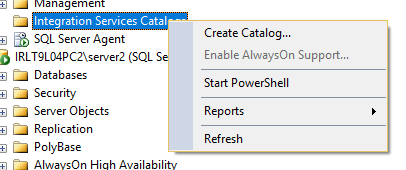 Management
Integration Services Catalogs
SQL Server Agent
IRLT9L04PC2\server2 (SQL Se
Databases
Security
Server Objects
Replication
PolyBase
AlwaysOn High Availability
Create Catalog...
Enable AlwaysOn Support...
Start PowerShell
Reports
Refresh